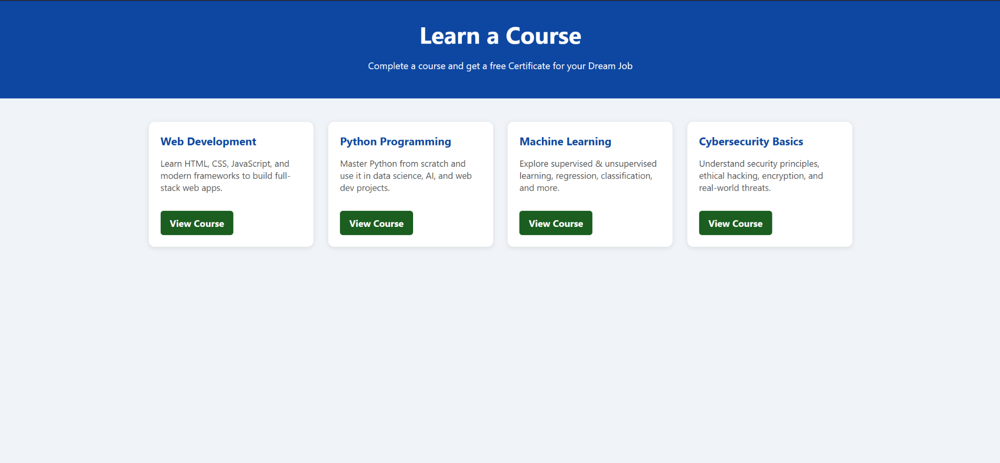 Learn a Course
Complete a course and get a free Certificate for your Dream Job
Web Development
Learn HTML, CSS, JavaScript, and
modern frameworks to build full-
stack web apps.
View Course
Python Programming
Master Python from scratch and
use it in data science, AI, and web
dev projects.
View Course
Machine Learning
Explore supervised & unsupervised
learning, regression, classification,
and more.
View Course
Cybersecurity Basics
Understand security principles,
ethical hacking, encryption, and
real-world threats.
View Course